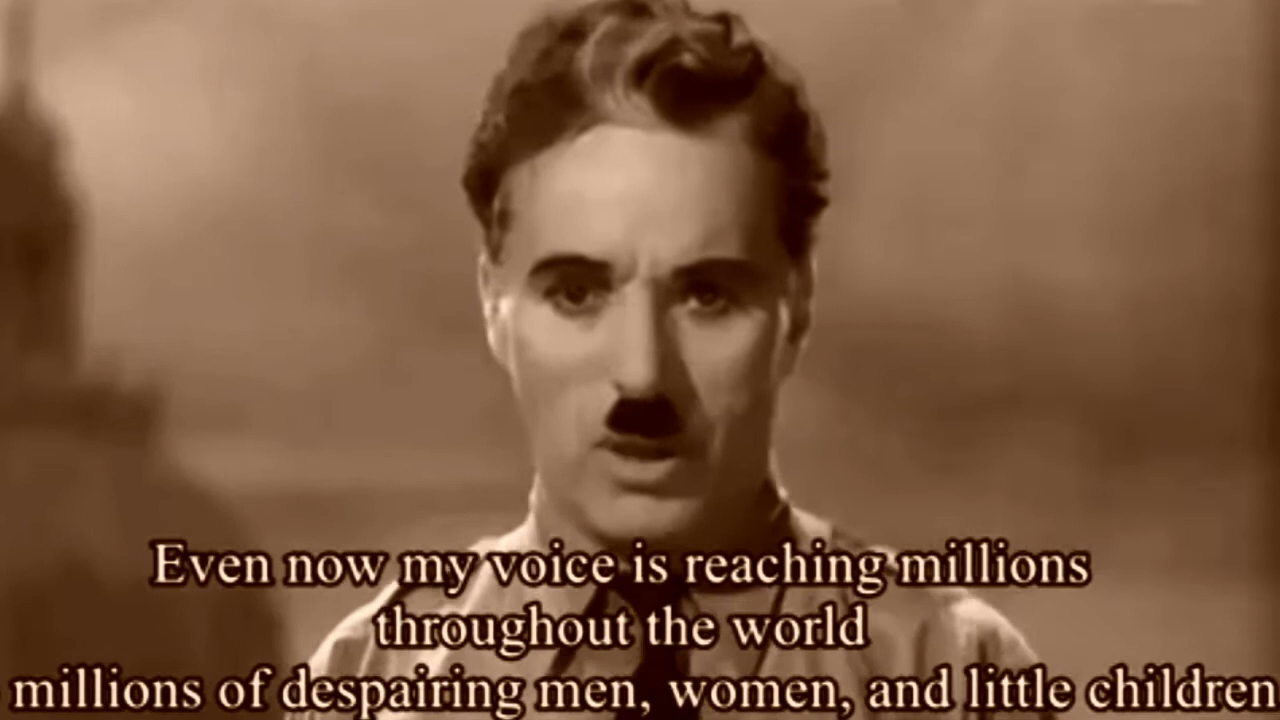 Even now my voice is reaching millions
throughout the world
millions of despairing men, women, and little children